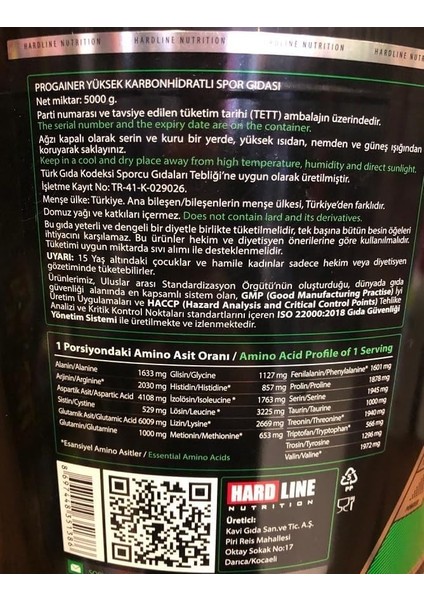 HARDLINE NUTRITION
HARDLINE NUTRITION
HARDLINE NUTRITION
PROGAINER YÜKSEK KARBONHİDRATLI SPOR GIDASI
Net miktar: 5000 g.
Parti numarası ve tavsiye edilen tüketim tarihi (TETT) ambalajın üzerindedir.
The serial number and the expiry date are on the container.
Ağzı kapalı olarak serin ve kuru bir yerde, yüksek ısıdan, nemden ve güneş ışığından
koruyarak saklayınız.
Keep in a cool and dry place away from high temperature, humidity and direct sunlight.
Türk Gıda Kodeksi Sporcu Gıdaları Tebliği'ne uygun olarak üretilmiştir.
İşletme Kayıt No: TR-41-K-029026.
Menşe ülke: Türkiye. Ana bileşen/bileşenlerin menşe ülkesi, Türkiye'den farklıdır.
Domuz yağı ve katkıları içermez. Does not contain lard and its derivatives.
Bu gıda yeterli ve dengeli bir diyetle birlikte tüketilmelidir, tek başına bütün besin öğeleri
ihtiyacını karşılamaz. Bu ürünler hekim ve diyetisyen önerilerine göre kullanılmalıdır.
Tüketimi uygun miktarda sıvı alımı ile desteklenmelidir.
UYARI: 15 Yaş altındaki çocuklar ve hamile kadınlar sadece hekim veya diyetisyen
gözetiminde tüketebilirler.
Ürünlerimiz, Uluslar arası Standardizasyon Örgütü'nün oluşturduğu, dünyada gıda
güvenliği alanında en kapsamlı sistem olan, GMP (Good Manufacturing Practise) İyi
Üretim Uygulamaları ve HACCP (Hazard Analysis and Critical Control Points) Tehlike
Analizi ve Kritik Kontrol Noktaları standartlarını içeren ISO 22000:2018 Gıda Güvenliği
Yönetim Sistemi ile üretilmekte ve izlenmektedir.
1 Porsiyondaki Amino Asit Oranı / Amino Acid Profile of 1 Serving
Alanin/Alanine 1633 mg Glisin/Glycine 1127 mg Fenilalanin/Phenylalanine* 1601 mg
Arjinin/Arginine* 2030 mg Histidin/Histidine* 857 mg Prolin/Proline 1878 mg
Aspartik Asit/Aspartic Acid 4108 mg İzolösin/Isoleucine* 1763 mg Serin/Serine 1945 mg
Sistin/Cystine 529 mg Lösin/Leucine* 3225 mg Taurin/Taurine 1000 mg
Glutamik Asit/Glutamic Acid 6009 mg Lizin/Lysine* 2669 mg Treonin/Threonine* 1940 mg
Glutamin/Glutamine 1000 mg Metionin/Methionine* 653 mg Triptofan/Tryptophan* 566 mg
Trosin/Tyrosine 1296 mg
Valin/Valine* 1972 mg
*Esansiyel Amino Asitler / Essential Amino Acids
HARDLINE
NUTRITION
Üretici:
Kavi Gıda San.ve Tic. A.Ş.
Piri Reis Mahallesi
Oktay Sokak No:17
Darıca/Kocaeli
PP